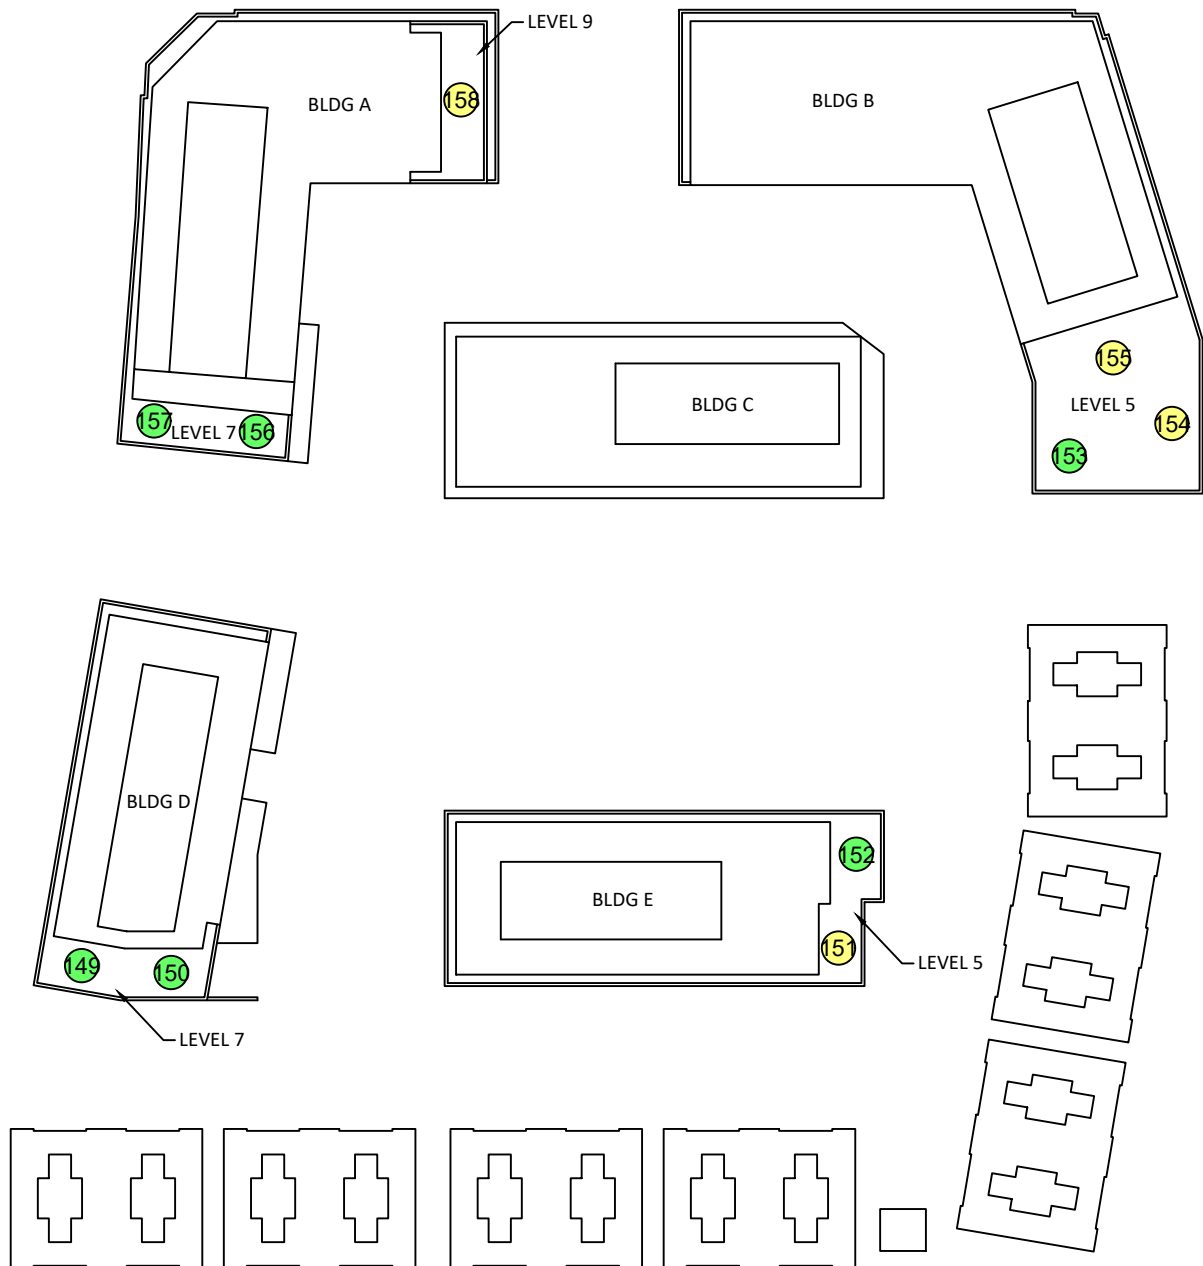 LEVEL 9
158
BLDG A
BLDG B
155
BLDG C
LEVEL 5
157
LEVEL 7
156
154
153
BLDG D
152
BLDG E
151
LEVEL 5
149
150
LEVEL 7